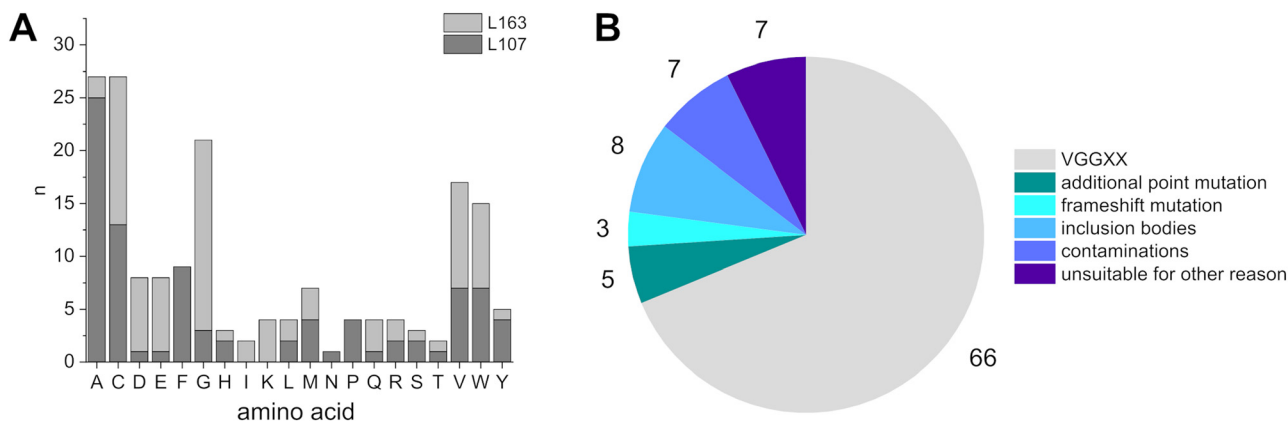 A
L163
L107
30
25
20
15
10
5
0
n
A C D E F G H I K L M N P Q R S T V W Y
amino acid
B
7
7
8
3
5
66
VGGXX
additional point mutation
frameshift mutation
inclusion bodies
contaminations
unsuitable for other reason